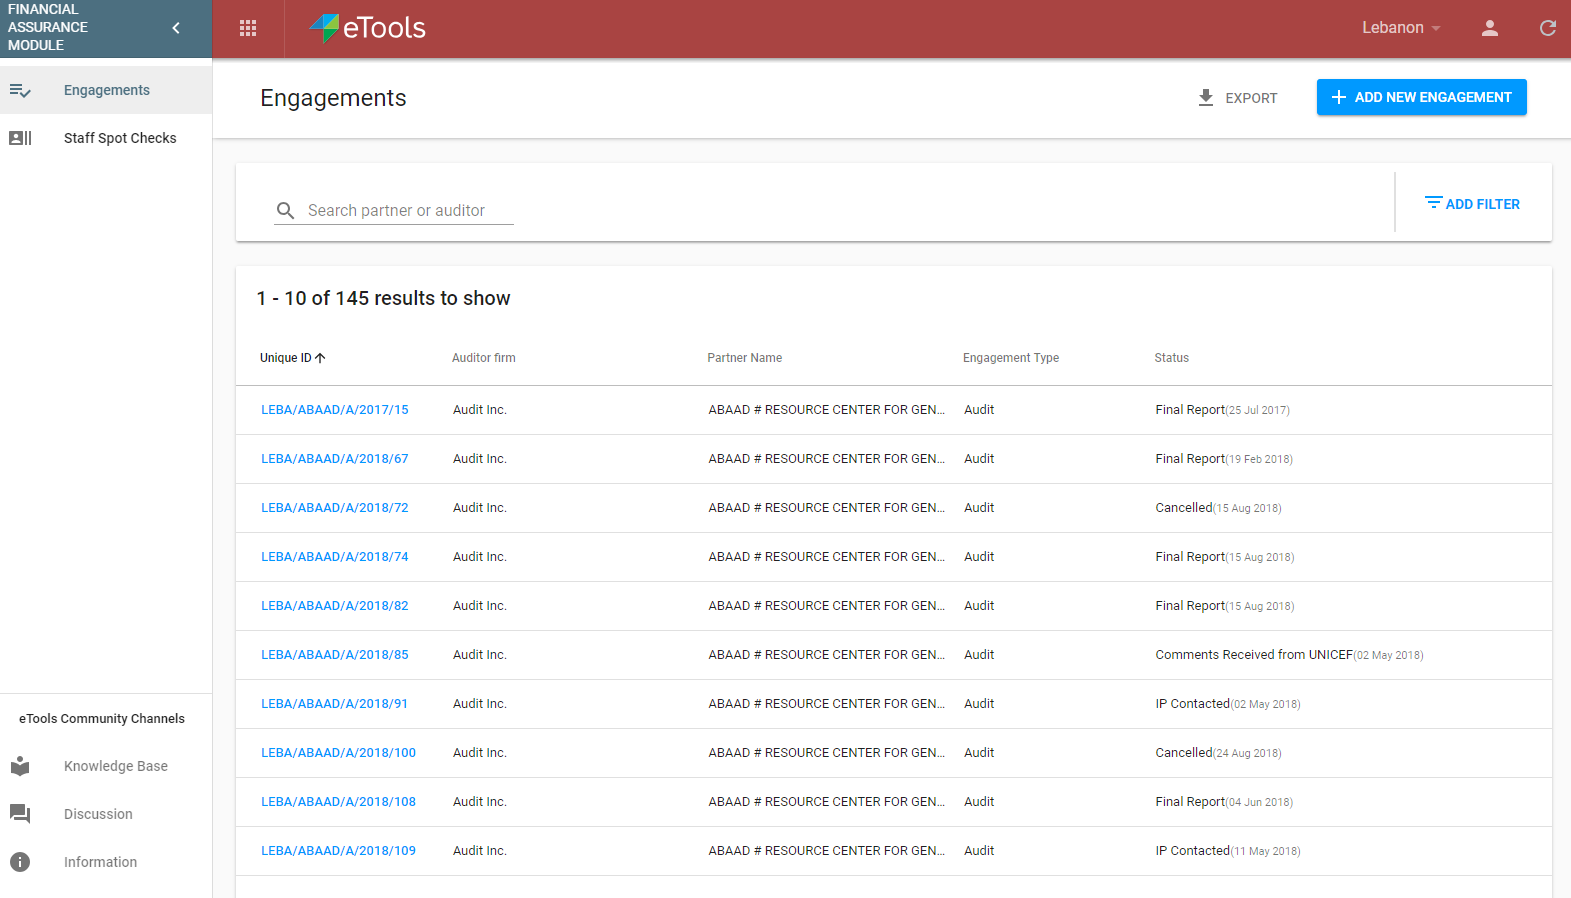 FINANCIAL
ASSURANCE
MODULE
eTools
Lebanon
Engagements
Staff Spot Checks
Engagements
EXPORT
ADD NEW ENGAGEMENT
Search partner or auditor
ADD FILTER
1 - 10 of 145 results to show
Unique ID Auditor firm Partner Name Engagement Type Status
LEBA/ABAAD/A/2017/15 Audit Inc. ABAAD # RESOURCE CENTER FOR GEN... Audit Final Report(25 Jul 2017)
LEBA/ABAAD/A/2018/67 Audit Inc. ABAAD # RESOURCE CENTER FOR GEN... Audit Final Report(19 Feb 2018)
LEBA/ABAAD/A/2018/72 Audit Inc. ABAAD # RESOURCE CENTER FOR GEN... Audit Cancelled(15 Aug 2018)
LEBA/ABAAD/A/2018/74 Audit Inc. ABAAD # RESOURCE CENTER FOR GEN... Audit Final Report(15 Aug 2018)
LEBA/ABAAD/A/2018/82 Audit Inc. ABAAD # RESOURCE CENTER FOR GEN... Audit Final Report(15 Aug 2018)
LEBA/ABAAD/A/2018/85 Audit Inc. ABAAD # RESOURCE CENTER FOR GEN... Audit Comments Received from UNICEF(02 May 2018)
LEBA/ABAAD/A/2018/91 Audit Inc. ABAAD # RESOURCE CENTER FOR GEN... Audit IP Contacted(02 May 2018)
LEBA/ABAAD/A/2018/100 Audit Inc. ABAAD # RESOURCE CENTER FOR GEN... Audit Cancelled(24 Aug 2018)
LEBA/ABAAD/A/2018/108 Audit Inc. ABAAD # RESOURCE CENTER FOR GEN... Audit Final Report(04 Jun 2018)
LEBA/ABAAD/A/2018/109 Audit Inc. ABAAD # RESOURCE CENTER FOR GEN... Audit IP Contacted(11 May 2018)
eTools Community Channels
Knowledge Base
Discussion
Information